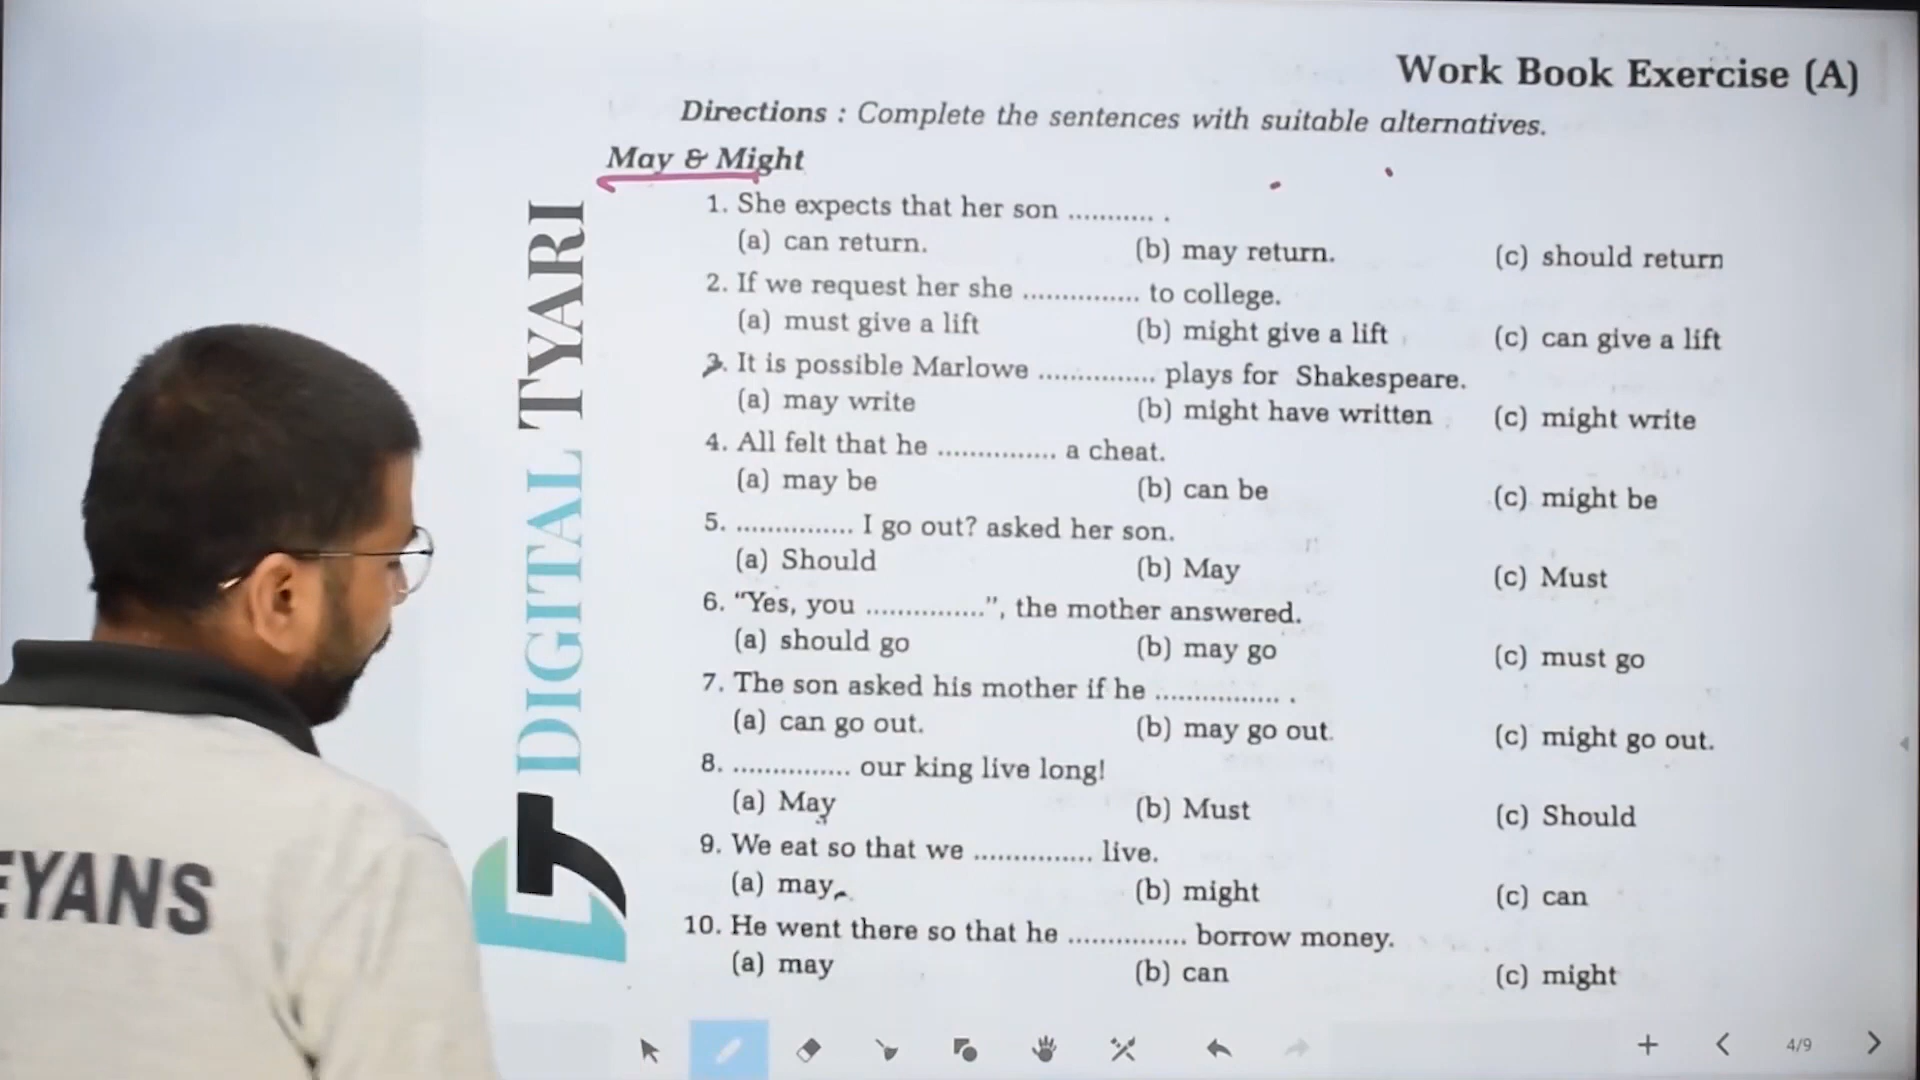 Work Book Exercise (A)
Directions : Complete the sentences with suitable alternatives.
May & Might
1. She expects that her son ............ .
(a) can return. (b) may return. (c) should return
2. If we request her she ............... to college.
(a) must give a lift (b) might give a lift (c) can give a lift
3. It is possible Marlowe ............... plays for Shakespeare.
(a) may write (b) might have written (c) might write
4. All felt that he ............... a cheat.
(a) may be (b) can be (c) might be
5. ............... I go out? asked her son.
(a) Should (b) May (c) Must
6. “Yes, you ...............”, the mother answered.
(a) should go (b) may go (c) must go
7. The son asked his mother if he ................ .
(a) can go out. (b) may go out. (c) might go out.
8. ............... our king live long!
(a) May (b) Must (c) Should
9. We eat so that we ............... live.
(a) may (b) might (c) can
10. He went there so that he ............... borrow money.
(a) may (b) can (c) might
DIGITAL TYARI
EYANS
4/9